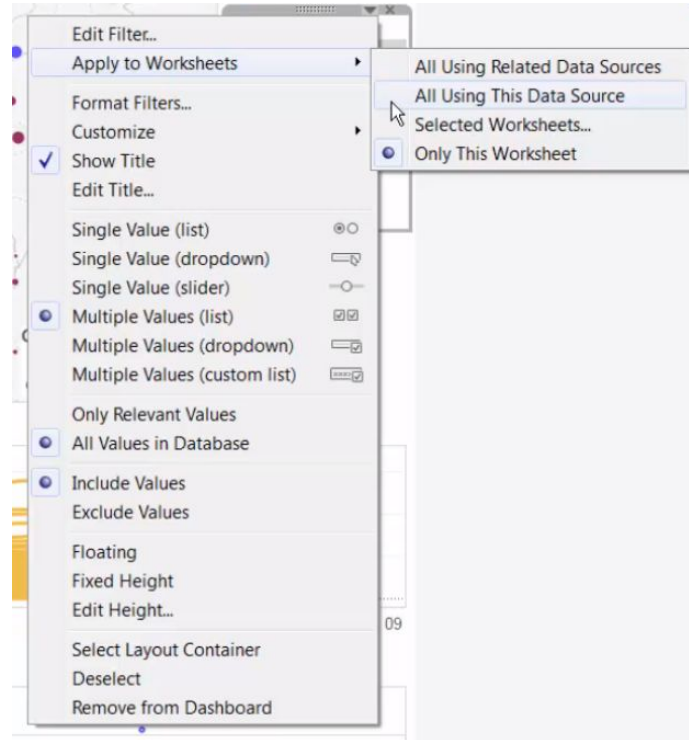 Edit Filter...
Apply to Worksheets
All Using Related Data Sources
All Using This Data Source
Selected Worksheets...
Only This Worksheet
Format Filters...
Customize
Show Title
Edit Title...
Single Value (list)
Single Value (dropdown)
Single Value (slider)
Multiple Values (list)
Multiple Values (dropdown)
Multiple Values (custom list)
Only Relevant Values
All Values in Database
Include Values
Exclude Values
Floating
Fixed Height
Edit Height...
09
Select Layout Container
Deselect
Remove from Dashboard